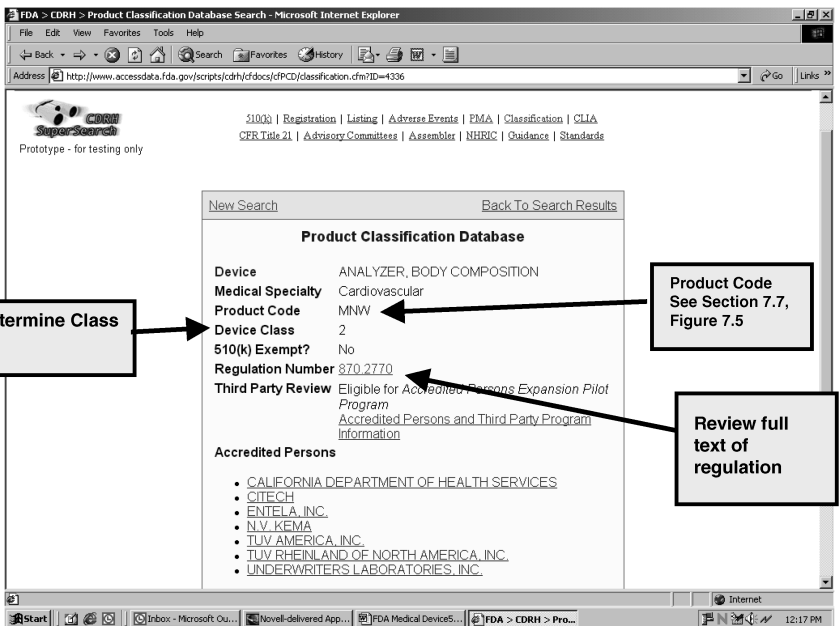 FDA > CDRH > Product Classification Database Search - Microsoft Internet Explorer
File Edit View Favorites Tools Help
Back Search Favorites History
Address http://www.accessdata.fda.gov/scripts/cdrh/cfdocs/cfPCD/classification.cfm?ID=4336 Go Links »
CDRH
SuperSearch
Prototype - for testing only
510(k) | Registration | Listing | Adverse Events | PMA | Classification | CLIA
CFR Title 21 | Advisory Committees | Assembler | NHRIC | Guidance | Standards
New Search Back To Search Results
Product Classification Database
Device ANALYZER, BODY COMPOSITION
Medical Specialty Cardiovascular
Product Code MNW
Device Class 2
510(k) Exempt? No
Regulation Number 870.2770
Third Party Review Eligible for Accredited Persons Expansion Pilot
Program
Accredited Persons and Third Party Program
Information
Accredited Persons
• CALIFORNIA DEPARTMENT OF HEALTH SERVICES
• CITECH
• ENTELA, INC.
• N.V. KEMA
• TUV AMERICA, INC.
• TUV RHEINLAND OF NORTH AMERICA, INC.
• UNDERWRITERS LABORATORIES, INC.
termine Class
Product Code
See Section 7.7,
Figure 7.5
Review full
text of
regulation
Internet
Start Inbox - Microsoft Ou... Novell-delivered App... FDA Medical Device5... FDA > CDRH > Pro... 12:17 PM